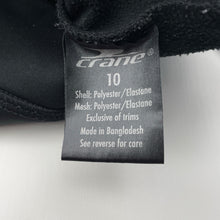 crane®
10
Shell: Polyester/Elastane
Mesh: Polyester/Elastane
Exclusive of trims
Made in Bangladesh
See reverse for care